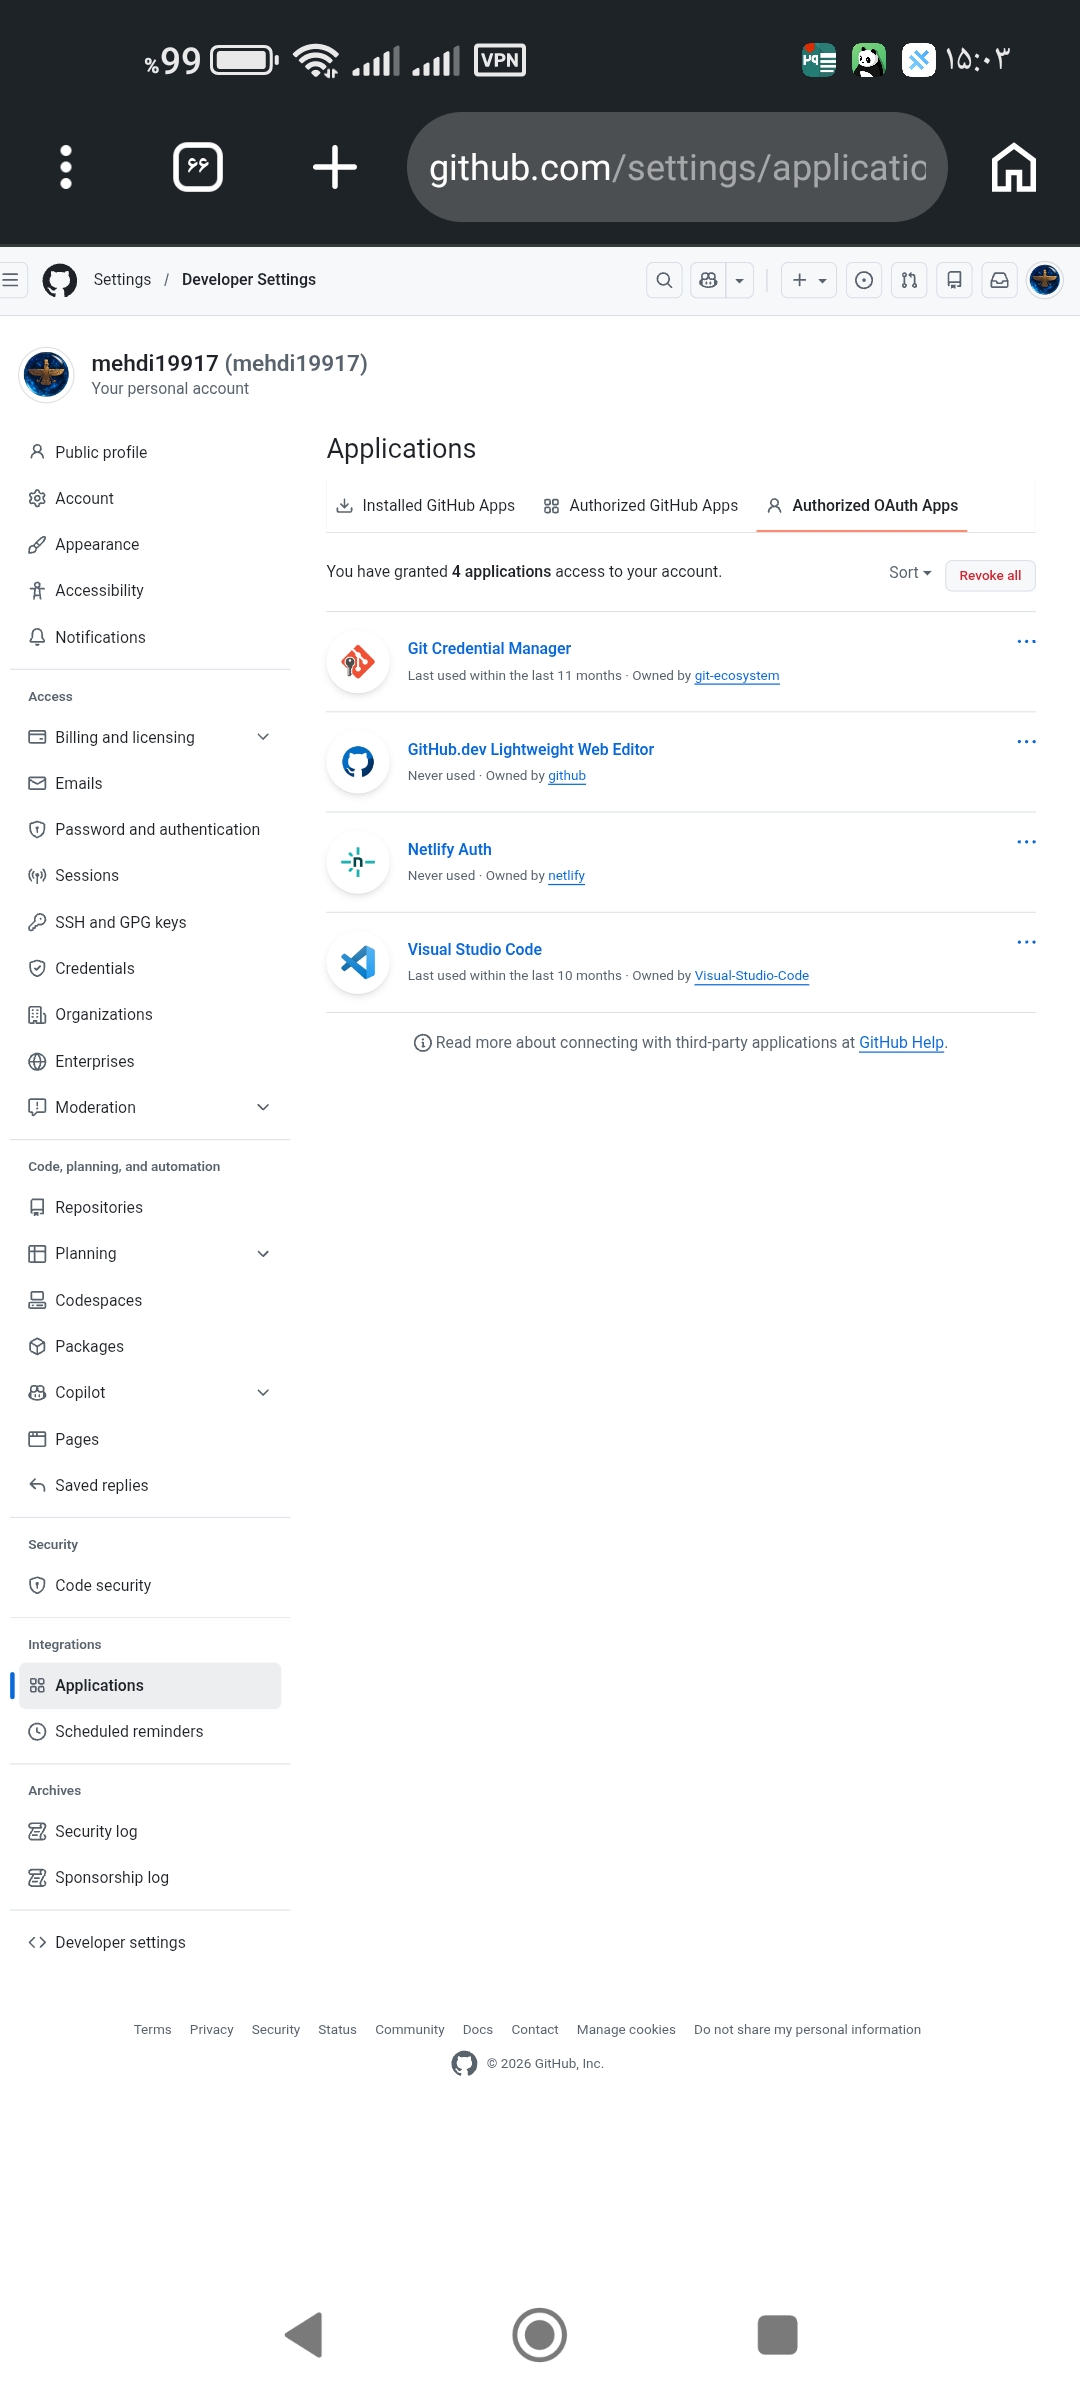 %99 VPN ۲۹ ۱۵:۰۳
۶۶ github.com/settings/applicatio
Settings / Developer Settings
mehdi19917 (mehdi19917)
Your personal account
Public profile
Account
Appearance
Accessibility
Notifications
Access
Billing and licensing
Emails
Password and authentication
Sessions
SSH and GPG keys
Credentials
Organizations
Enterprises
Moderation
Code, planning, and automation
Repositories
Planning
Codespaces
Packages
Copilot
Pages
Saved replies
Security
Code security
Integrations
Applications
Scheduled reminders
Archives
Security log
Sponsorship log
Developer settings
Applications
Installed GitHub Apps Authorized GitHub Apps Authorized OAuth Apps
You have granted 4 applications access to your account. Sort Revoke all
Git Credential Manager
Last used within the last 11 months · Owned by git-ecosystem
GitHub.dev Lightweight Web Editor
Never used · Owned by github
Netlify Auth
Never used · Owned by netlify
Visual Studio Code
Last used within the last 10 months · Owned by Visual-Studio-Code
Read more about connecting with third-party applications at GitHub Help.
Terms Privacy Security Status Community Docs Contact Manage cookies Do not share my personal information
© 2026 GitHub, Inc.